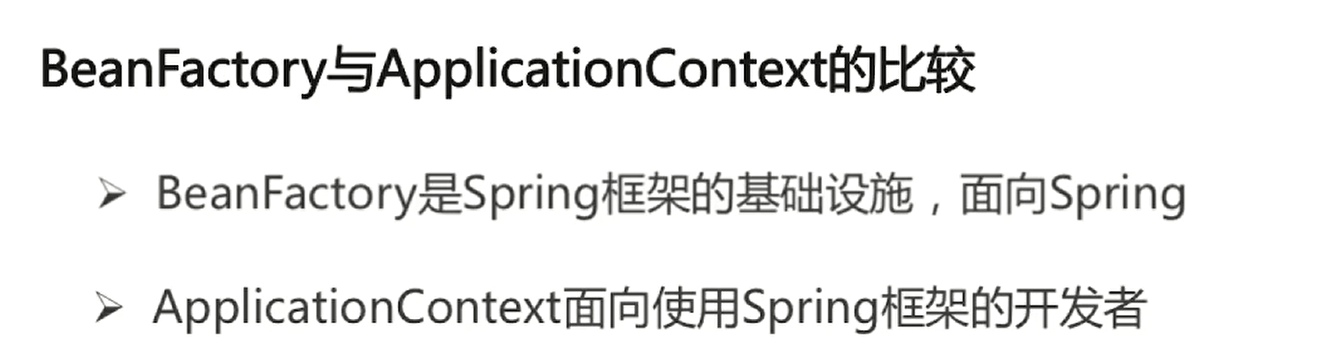 BeanFactory与ApplicationContext的比较
➢ BeanFactory是Spring框架的基础设施，面向Spring
➢ ApplicationContext面向使用Spring框架的开发者